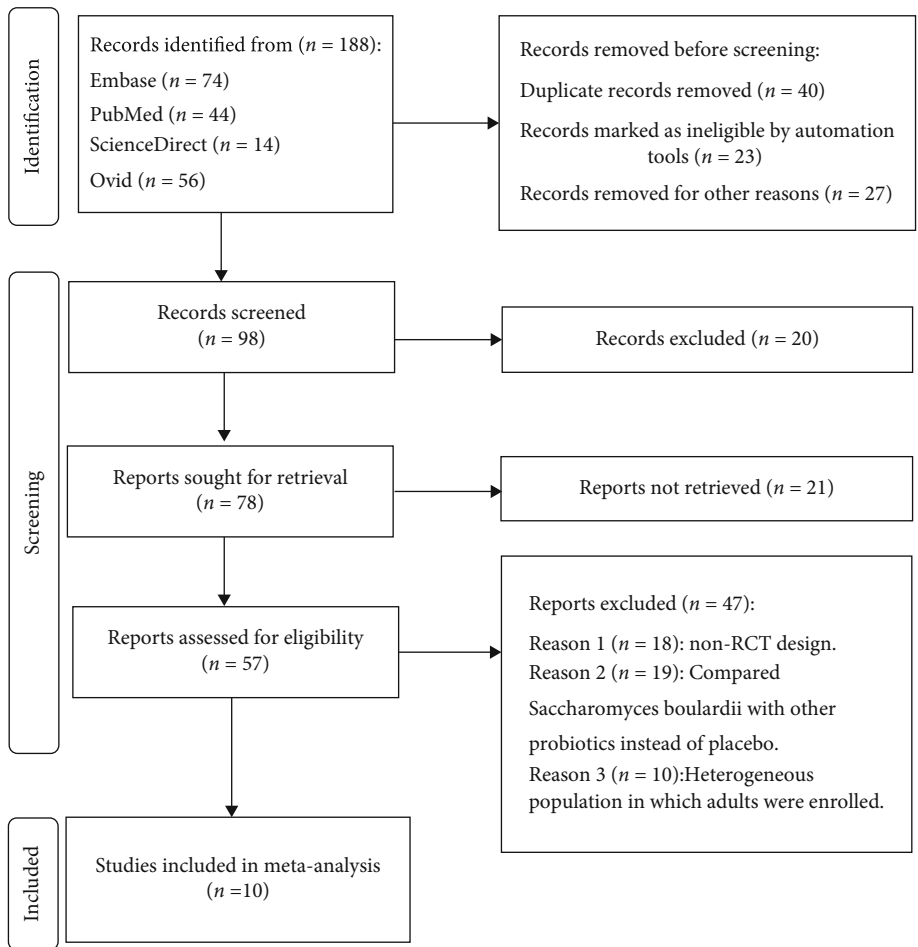 Identification
Records identified from (n = 188):
Embase (n = 74)
PubMed (n = 44)
ScienceDirect (n = 14)
Ovid (n = 56)
Records removed before screening:
Duplicate records removed (n = 40)
Records marked as ineligible by automation
tools (n = 23)
Records removed for other reasons (n = 27)
Screening
Records screened
(n = 98)
Records excluded (n = 20)
Reports sought for retrieval
(n = 78)
Reports not retrieved (n = 21)
Reports assessed for eligibility
(n = 57)
Reports excluded (n = 47):
Reason 1 (n = 18): non-RCT design.
Reason 2 (n = 19): Compared
Saccharomyces boulardii with other
probiotics instead of placebo.
Reason 3 (n = 10):Heterogeneous
population in which adults were enrolled.
Included
Studies included in meta-analysis
(n =10)